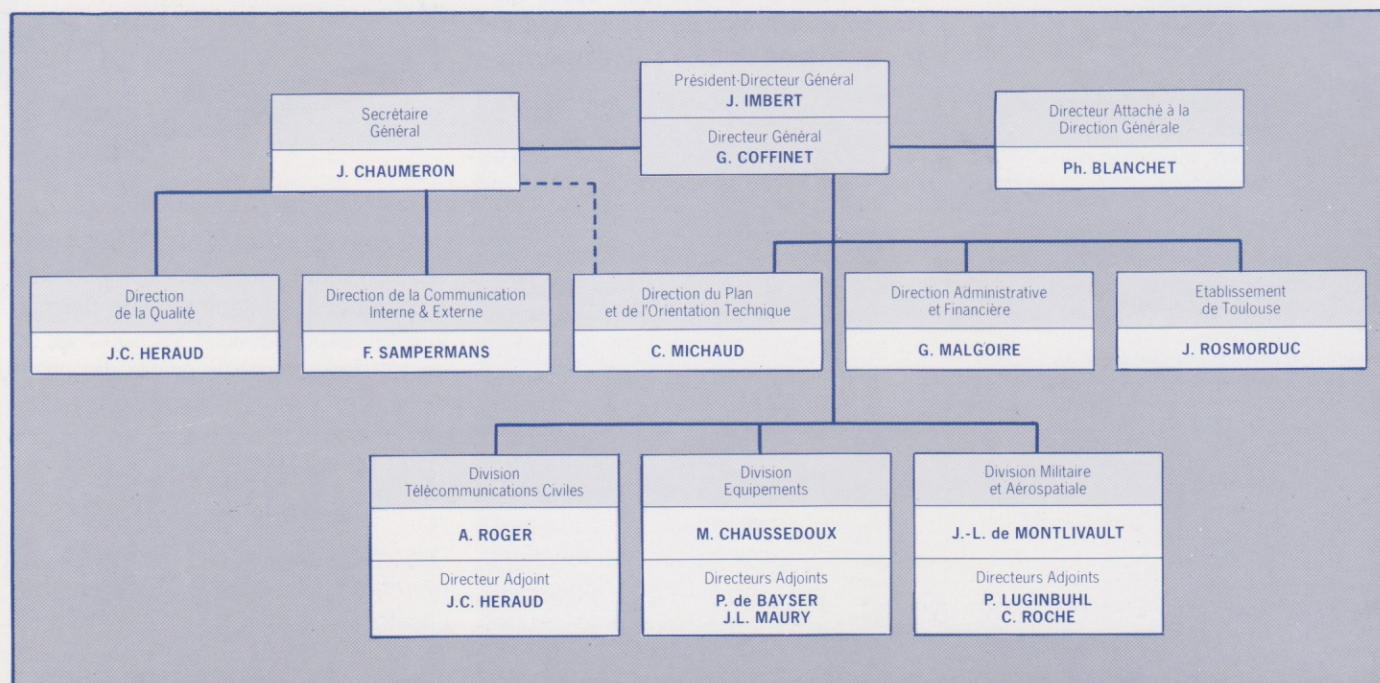 Président-Directeur Général
J. IMBERT
Directeur Général
G. COFFINET
Secrétaire
Général
J. CHAUMERON
Directeur Attaché à la
Direction Générale
Ph. BLANCHET
Direction
de la Qualité
J.C. HERAUD
Direction de la Communication
Interne & Externe
F. SAMPERMANS
Direction du Plan
et de l'Orientation Technique
C. MICHAUD
Direction Administrative
et Financière
G. MALGOIRE
Etablissement
de Toulouse
J. ROSMORDUC
Division
Télécommunications Civiles
A. ROGER
Directeur Adjoint
J.C. HERAUD
Division
Equipements
M. CHAUSSEDOUX
Directeurs Adjoints
P. de BAYSER
J.L. MAURY
Division Militaire
et Aérospatiale
J.-L. de MONTLIVAULT
Directeurs Adjoints
P. LUGINBUHL
C. ROCHE